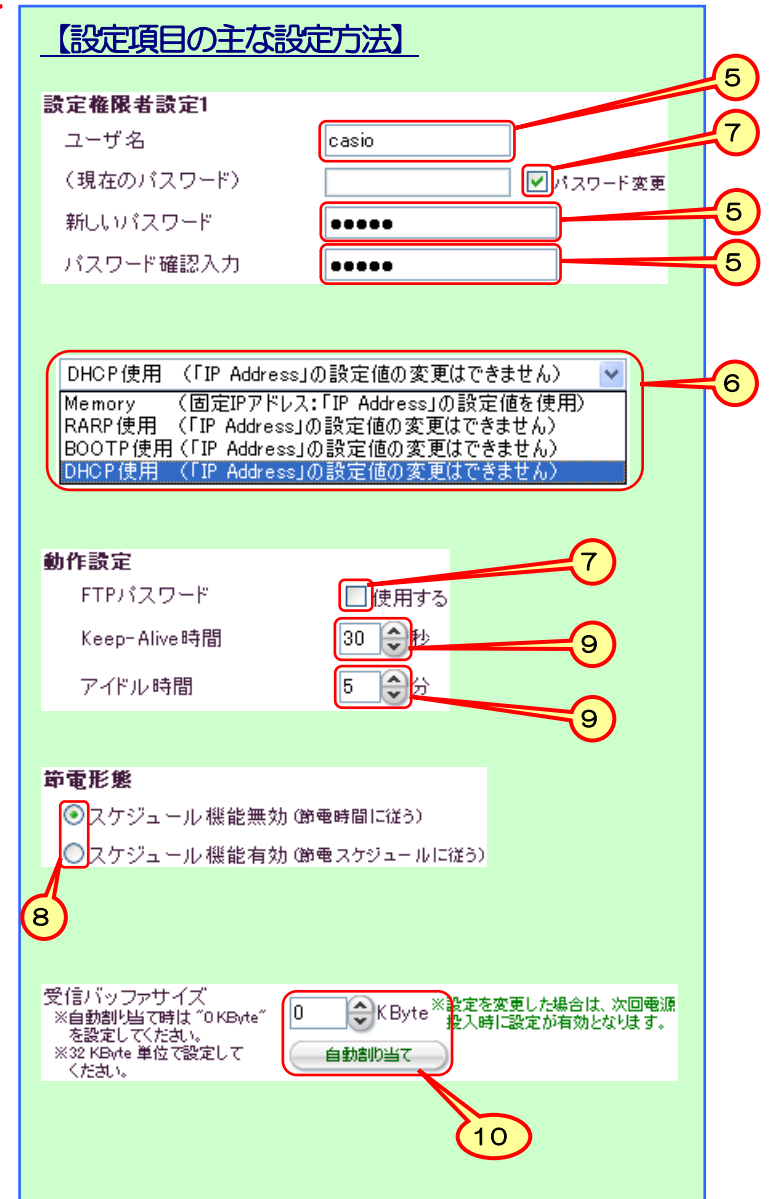 【設定項目の主な設定方法】
設定権限者設定1
ユーザ名 casio
⑤
(現在のパスワード) パスワード変更
⑦
新しいパスワード ●●●●●
⑤
パスワード確認入力 ●●●●●
⑤
DHCP使用 (「IP Address」の設定値の変更はできません)
⑥
Memory (固定IPアドレス:「IP Address」の設定値を使用)
RARP使用 (「IP Address」の設定値の変更はできません)
BOOTP使用 (「IP Address」の設定値の変更はできません)
DHCP使用 (「IP Address」の設定値の変更はできません)
動作設定
⑦
FTPパスワード 使用する
Keep-Alive時間 30 秒
⑨
アイドル時間 5 分
⑨
節電形態
スケジュール機能無効 (節電時間に従う)
スケジュール機能有効 (節電スケジュールに従う)
⑧
受信バッファサイズ
※自動割り当て時は "0 KByte"
を設定してください。
※32 KByte 単位で設定して
ください。
0 KByte
※設定を変更した場合は、次回電源
投入時に設定が有効となります。
自動割り当て
⑩